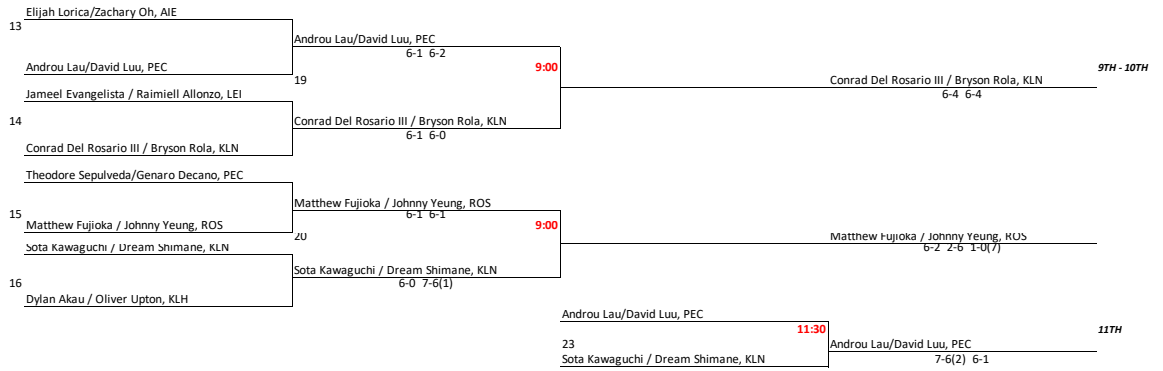 Elijah Lorica/Zachary Oh, AIE
13
Androu Lau/David Luu, PEC
6-1 6-2
Androu Lau/David Luu, PEC
9:00
9TH - 10TH
19
Conrad Del Rosario III / Bryson Rola, KLN
6-4 6-4
Jameel Evangelista / Raimiell Allonzo, LEI
14
Conrad Del Rosario III / Bryson Rola, KLN
6-1 6-0
Conrad Del Rosario III / Bryson Rola, KLN
Theodore Sepulveda/Genaro Decano, PEC
Matthew Fujioka / Johnny Yeung, ROS
6-1 6-1
15
Matthew Fujioka / Johnny Yeung, ROS
9:00
20
Matthew Fujioka / Johnny Yeung, ROS
6-2 2-6 1-0(7)
Sota Kawaguchi / Dream Shimane, KLN
Sota Kawaguchi / Dream Shimane, KLN
6-0 7-6(1)
16
Dylan Akau / Oliver Upton, KLH
Androu Lau/David Luu, PEC
11:30
11TH
23
Androu Lau/David Luu, PEC
7-6(2) 6-1
Sota Kawaguchi / Dream Shimane, KLN